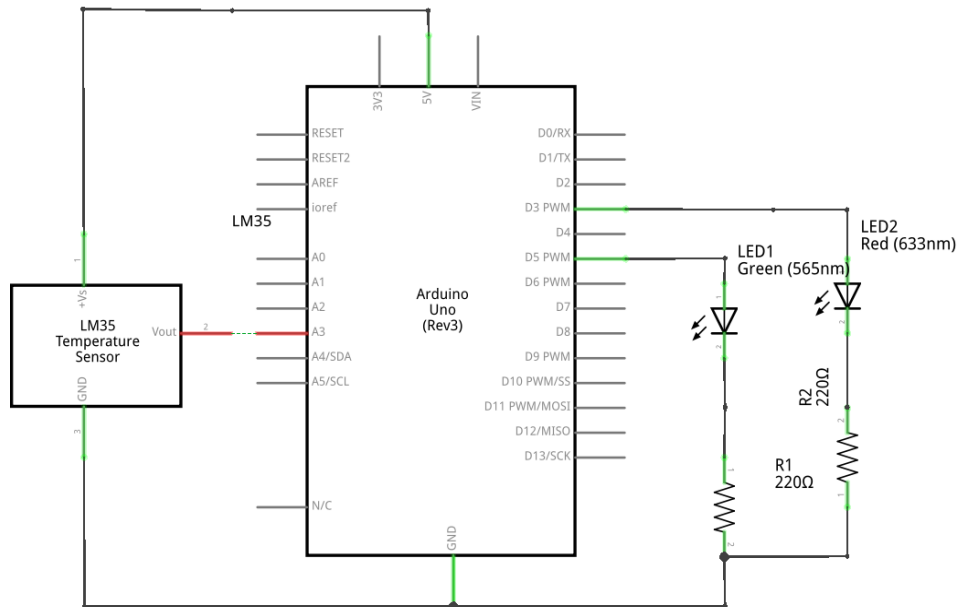 3V3
5V
VIN
RESET
RESET2
AREF
ioref
A0
A1
A2
A3
A4/SDA
A5/SCL
N/C
D0/RX
D1/TX
D2
D3 PWM
D4
D5 PWM
D6 PWM
D7
D8
D9 PWM
D10 PWM/SS
D11 PWM/MOSI
D12/MISO
D13/SCK
GND
Arduino
Uno
(Rev3)
LM35
1
+Vs
LM35
Temperature
Sensor
Vout
2
GND
3
LED1
Green (565nm)
1
2
LED2
Red (633nm)
2
R2
220Ω
2
1
R1
220Ω
1
2